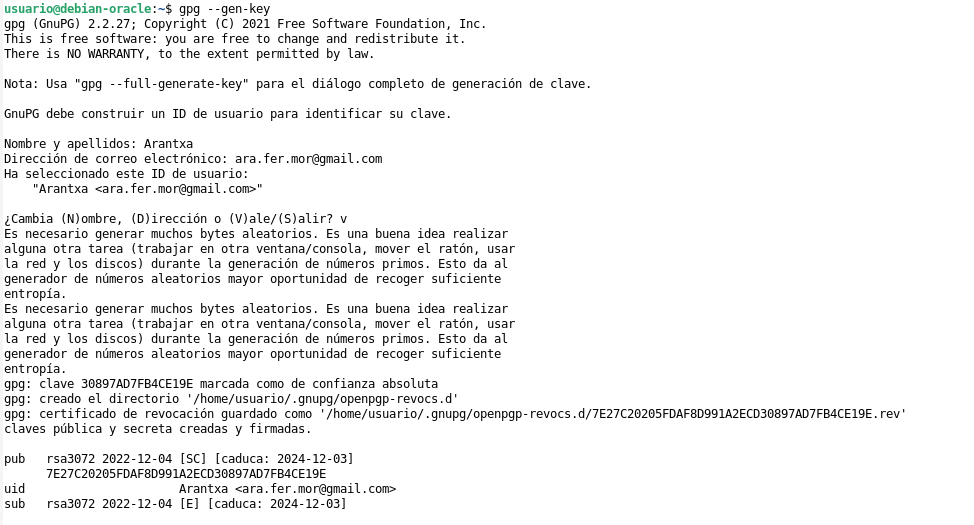 usuario@debian-oracle:~$ gpg --gen-key
gpg (GnuPG) 2.2.27; Copyright (C) 2021 Free Software Foundation, Inc.
This is free software: you are free to change and redistribute it.
There is NO WARRANTY, to the extent permitted by law.
Nota: Usa "gpg --full-generate-key" para el diálogo completo de generación de clave.
GnuPG debe construir un ID de usuario para identificar su clave.
Nombre y apellidos: Arantxa
Dirección de correo electrónico: ara.fer.mor@gmail.com
Ha seleccionado este ID de usuario:
    "Arantxa <ara.fer.mor@gmail.com>"
¿Cambia (N)ombre, (D)irección o (V)ale/(S)alir? v
Es necesario generar muchos bytes aleatorios. Es una buena idea realizar
alguna otra tarea (trabajar en otra ventana/consola, mover el ratón, usar
la red y los discos) durante la generación de números primos. Esto da al
generador de números aleatorios mayor oportunidad de recoger suficiente
entropía.
Es necesario generar muchos bytes aleatorios. Es una buena idea realizar
alguna otra tarea (trabajar en otra ventana/consola, mover el ratón, usar
la red y los discos) durante la generación de números primos. Esto da al
generador de números aleatorios mayor oportunidad de recoger suficiente
entropía.
gpg: clave 30897AD7FB4CE19E marcada como de confianza absoluta
gpg: creado el directorio '/home/usuario/.gnupg/openpgp-revocs.d'
gpg: certificado de revocación guardado como '/home/usuario/.gnupg/openpgp-revocs.d/7E27C20205FDAF8D991A2ECD30897AD7FB4CE19E.rev'
claves pública y secreta creadas y firmadas.
pub   rsa3072 2022-12-04 [SC] [caduca: 2024-12-03]
      7E27C20205FDAF8D991A2ECD30897AD7FB4CE19E
uid                      Arantxa <ara.fer.mor@gmail.com>
sub   rsa3072 2022-12-04 [E] [caduca: 2024-12-03]